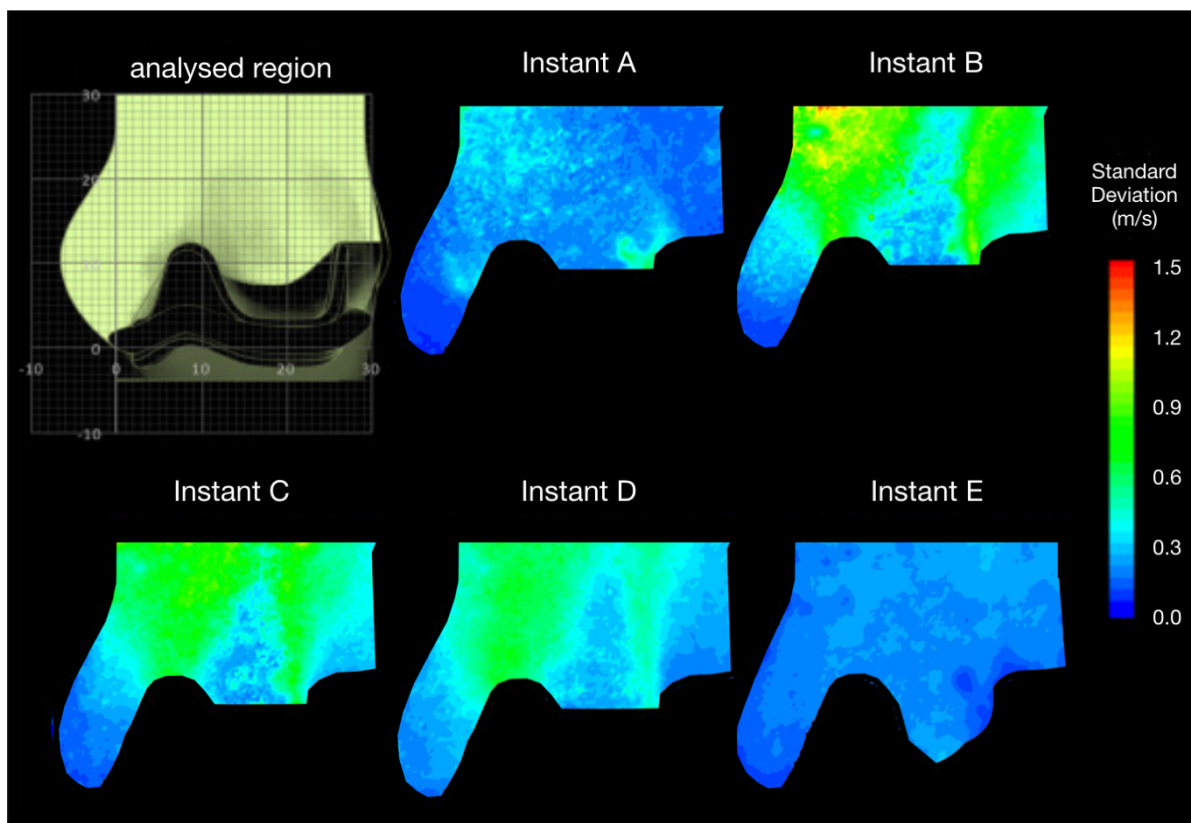 analysed region
Instant A
Instant B
30
20
10
0
-10
0
10
20
30
-10
Standard
Deviation
(m/s)
1.5
1.2
0.9
0.6
0.3
0.0
Instant C
Instant D
Instant E